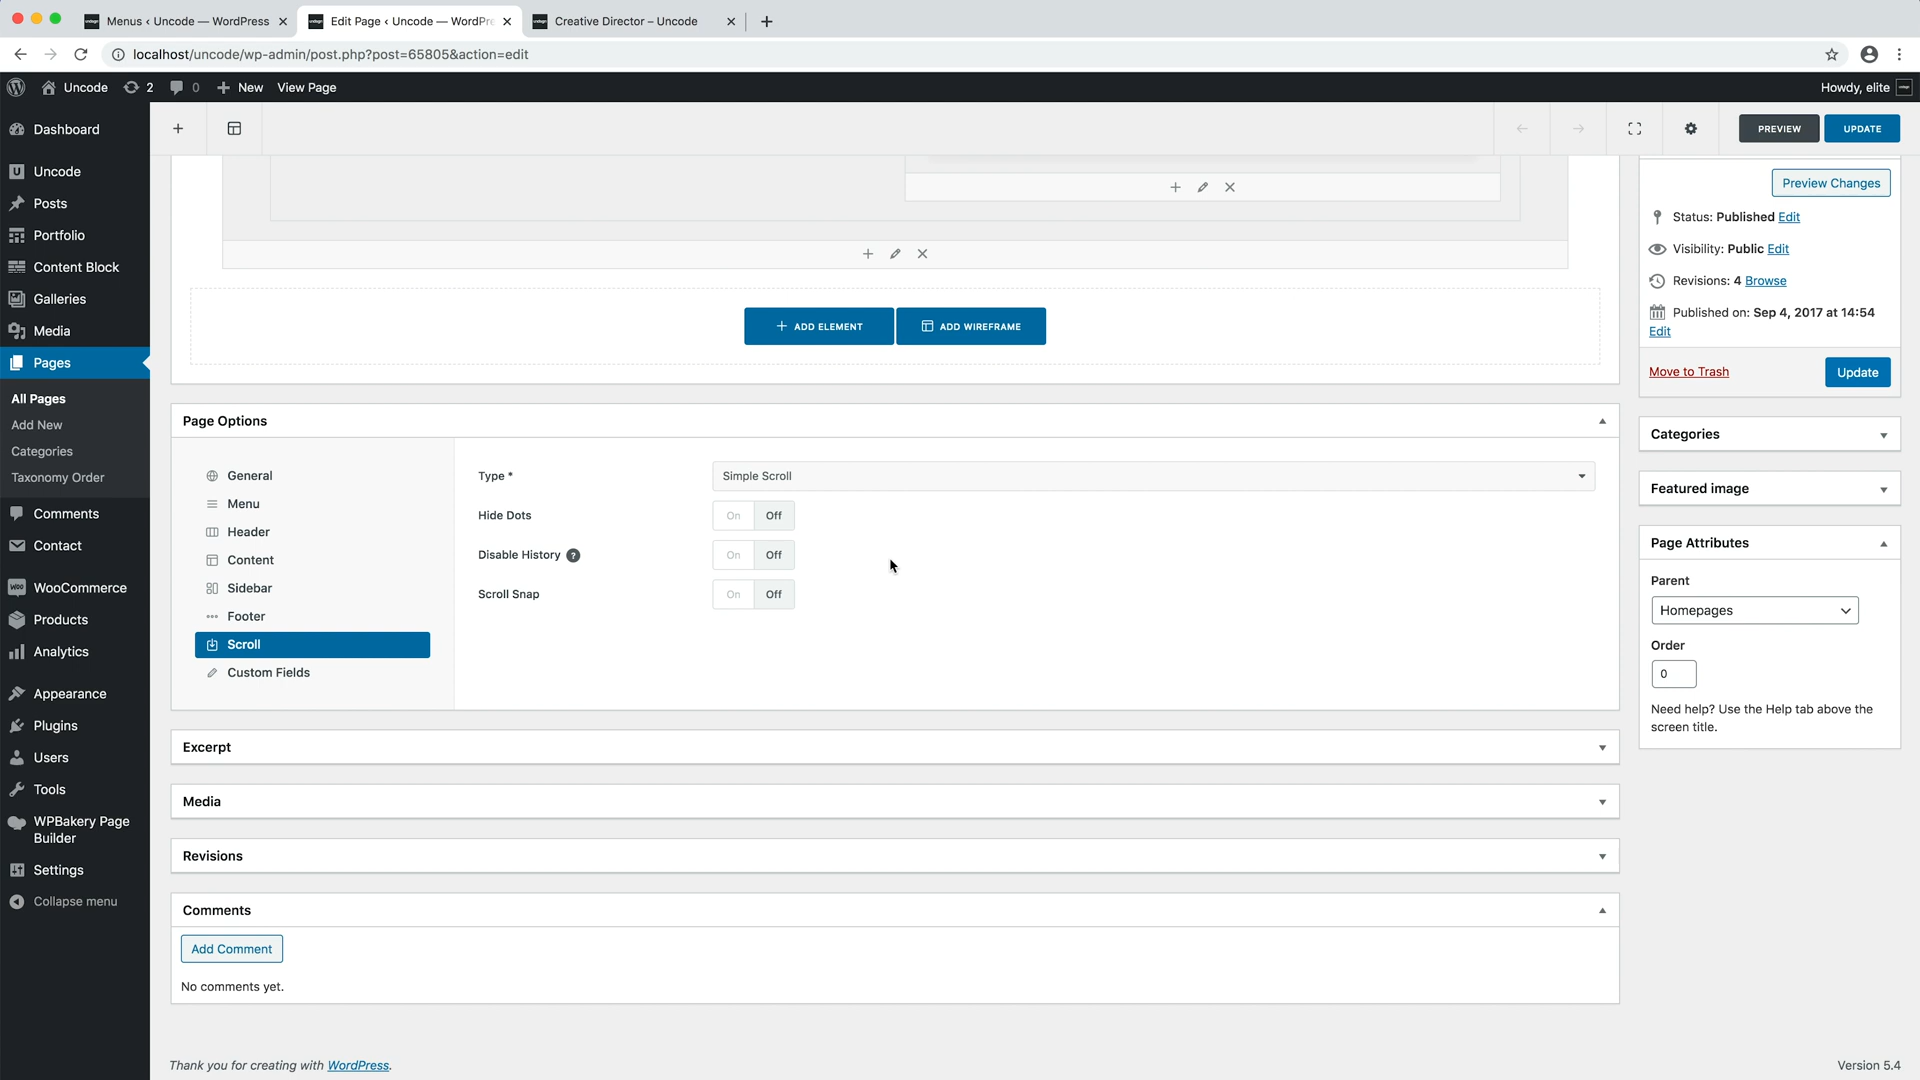 Menus ‹ Uncode — WordPress
Edit Page ‹ Uncode — WordPre
Creative Director – Uncode
localhost/uncode/wp-admin/post.php?post=65805&action=edit
Uncode 2 0 New View Page
Howdy, elite
Dashboard
Uncode
Posts
Portfolio
Content Block
Galleries
Media
Pages
All Pages
Add New
Categories
Taxonomy Order
Comments
Contact
WooCommerce
Products
Analytics
Appearance
Plugins
Users
Tools
WPBakery Page
Builder
Settings
Collapse menu
PREVIEW
UPDATE
ADD ELEMENT
ADD WIREFRAME
Page Options
General
Menu
Header
Content
Sidebar
Footer
Scroll
Custom Fields
Type * Simple Scroll
Hide Dots On Off
Disable History ? On Off
Scroll Snap On Off
Excerpt
Media
Revisions
Comments
Add Comment
No comments yet.
Preview Changes
Status: Published Edit
Visibility: Public Edit
Revisions: 4 Browse
Published on: Sep 4, 2017 at 14:54
Edit
Move to Trash
Update
Categories
Featured image
Page Attributes
Parent
Homepages
Order
0
Need help? Use the Help tab above the
screen title.
Thank you for creating with WordPress.
Version 5.4